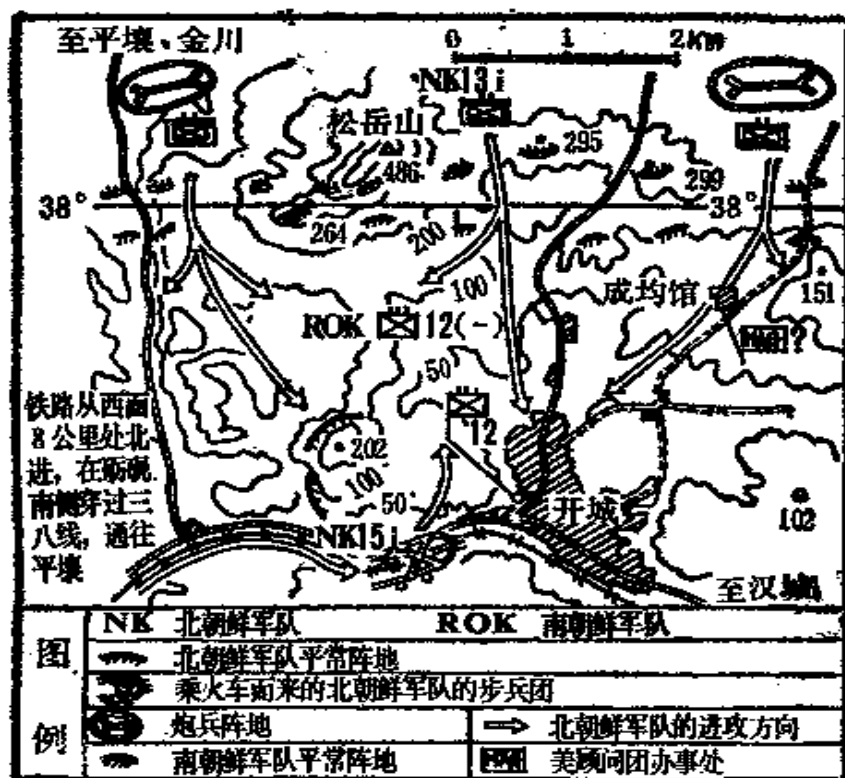 至平壤、金川
0 1 2KM
NK13i
松岳山
486
295
299
38°
38°
264
200
100
成均馆
151
ROK 12(-)
?
50
铁路从西面
8公里处北
进，在砺砚
南侧穿过三
八线，通往
平壤
12
202
100
50
开城
102
NK15i
至汉城
图例
NK 北朝鲜军队
ROK 南朝鲜军队
北朝鲜军队平常阵地
乘火车而来的北朝鲜军队的步兵团
炮兵阵地
北朝鲜军队的进攻方向
南朝鲜军队平常阵地
美顾问团办事处